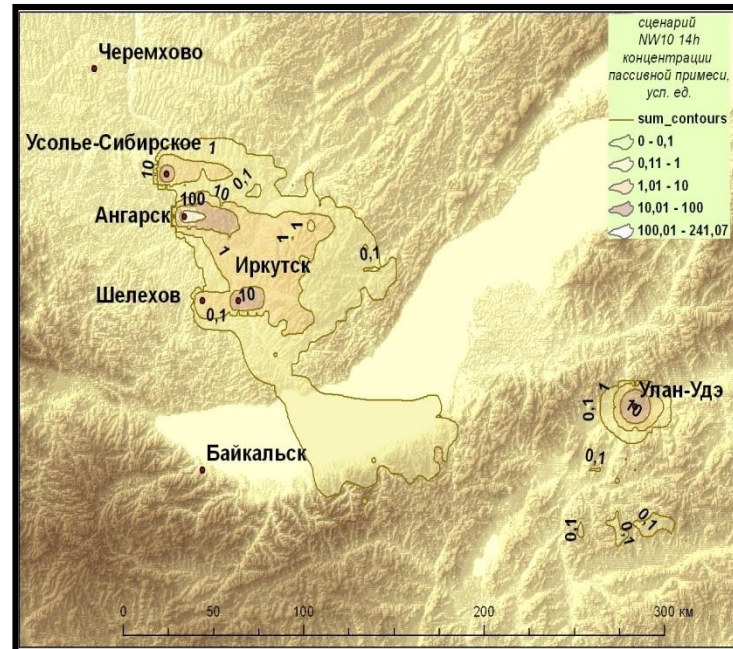 сценарий
NW10 14h
концентрации
пассивной примеси,
усл. ед.
sum_contours
0 - 0,1
0,11 - 1
1,01 - 10
10,01 - 100
100,01 - 241,07
Черемхово
Усолье-Сибирское
1
10
0,1
10
100
Ангарск
1
1
1
0,1
Иркутск
Шелехов
10
0,1
1
Улан-Удэ
0,1
10
Байкальск
0,1
0,1
0,1
0,1
0
50
100
200
300 км